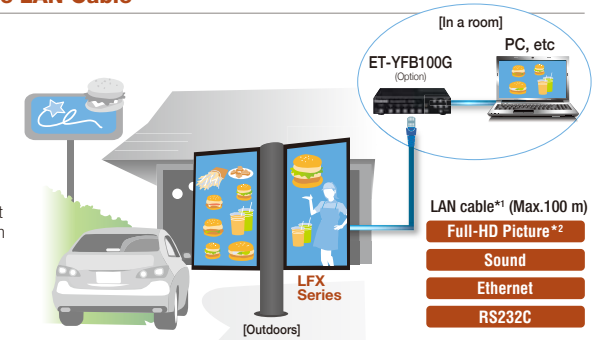 LAN Cable
[In a room]
ET-YFB100G
(Option)
PC, etc
LAN cable*1 (Max.100 m)
Full-HD Picture*2
Sound
Ethernet
RS232C
LFX
Series
[Outdoors]